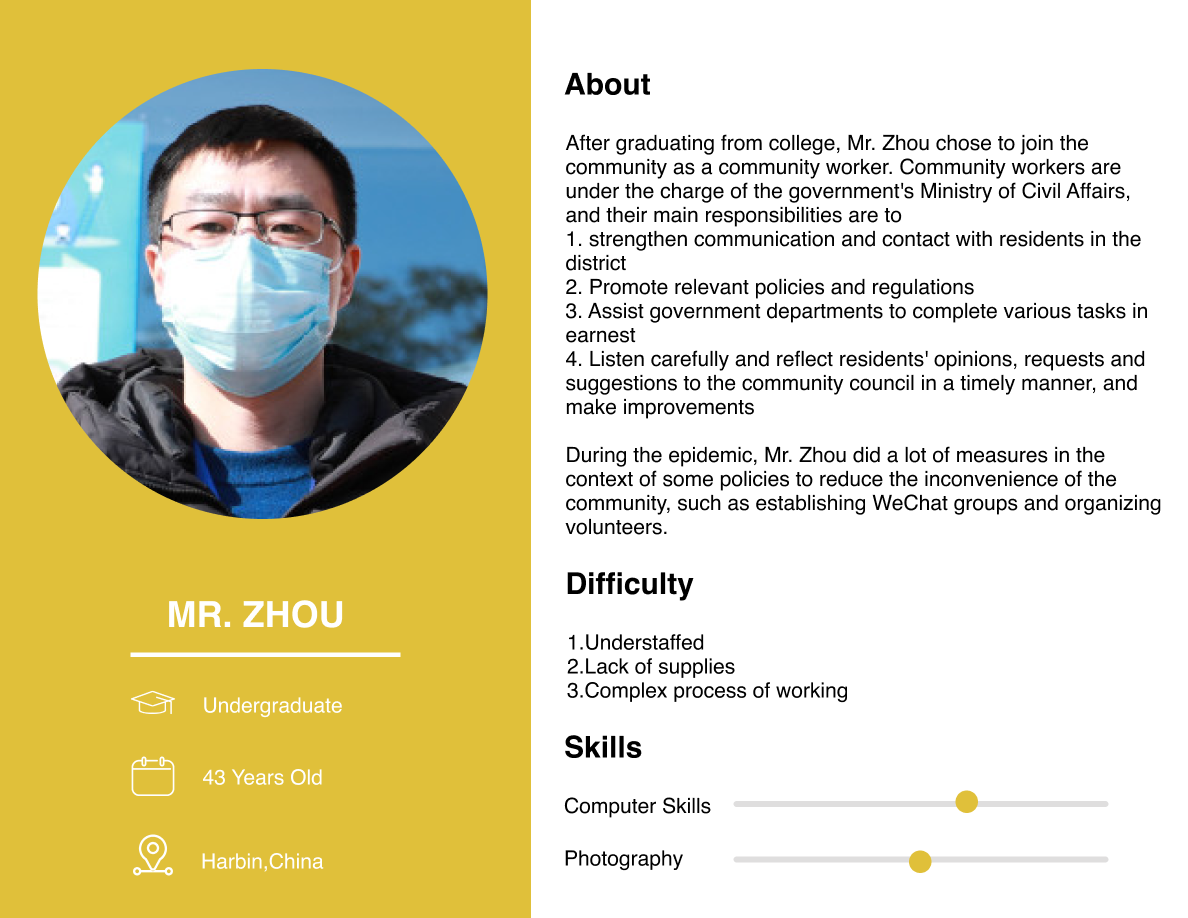 MR. ZHOU
Undergraduate
43 Years Old
Harbin,China
About
After graduating from college, Mr. Zhou chose to join the
community as a community worker. Community workers are
under the charge of the government's Ministry of Civil Affairs,
and their main responsibilities are to
1. strengthen communication and contact with residents in the
district
2. Promote relevant policies and regulations
3. Assist government departments to complete various tasks in
earnest
4. Listen carefully and reflect residents' opinions, requests and
suggestions to the community council in a timely manner, and
make improvements
During the epidemic, Mr. Zhou did a lot of measures in the
context of some policies to reduce the inconvenience of the
community, such as establishing WeChat groups and organizing
volunteers.
Difficulty
1.Understaffed
2.Lack of supplies
3.Complex process of working
Skills
Computer Skills
Photography